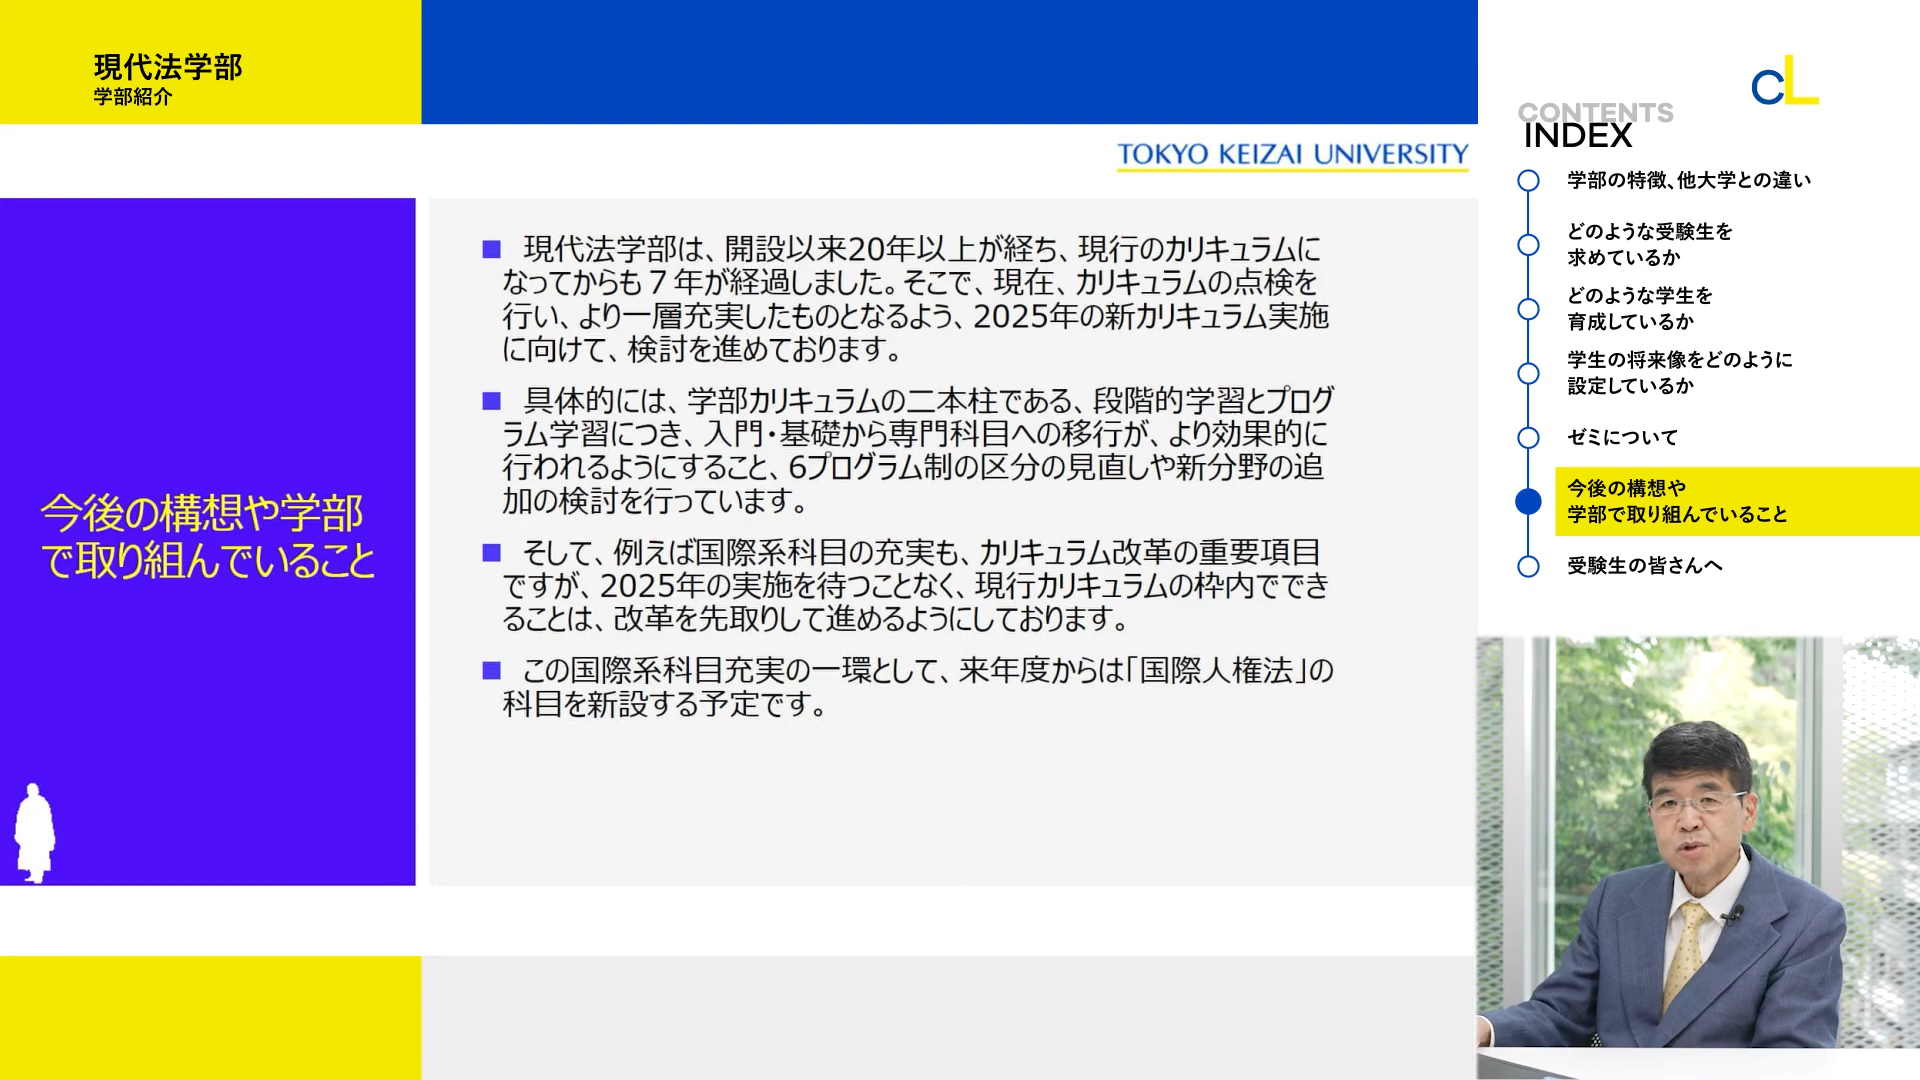 現代法学部
学部紹介
TOKYO KEIZAI UNIVERSITY
今後の構想や学部
で取り組んでいること
■ 現代法学部は、開設以来20年以上が経ち、現行のカリキュラムに
なってからも７年が経過しました。そこで、現在、カリキュラムの点検を
行い、より一層充実したものとなるよう、2025年の新カリキュラム実施
に向けて、検討を進めております。
■ 具体的には、学部カリキュラムの二本柱である、段階的学習とプログ
ラム学習につき、入門・基礎から専門科目への移行が、より効果的に
行われるようにすること、6プログラム制の区分の見直しや新分野の追
加の検討を行っています。
■ そして、例えば国際系科目の充実も、カリキュラム改革の重要項目
ですが、2025年の実施を待つことなく、現行カリキュラムの枠内ででき
ることは、改革を先取りして進めるようにしております。
■ この国際系科目充実の一環として、来年度からは「国際人権法」の
科目を新設する予定です。
CL
CONTENTS
INDEX
学部の特徴、他大学との違い
どのような受験生を
求めているか
どのような学生を
育成しているか
学生の将来像をどのように
設定しているか
ゼミについて
今後の構想や
学部で取り組んでいること
受験生の皆さんへ